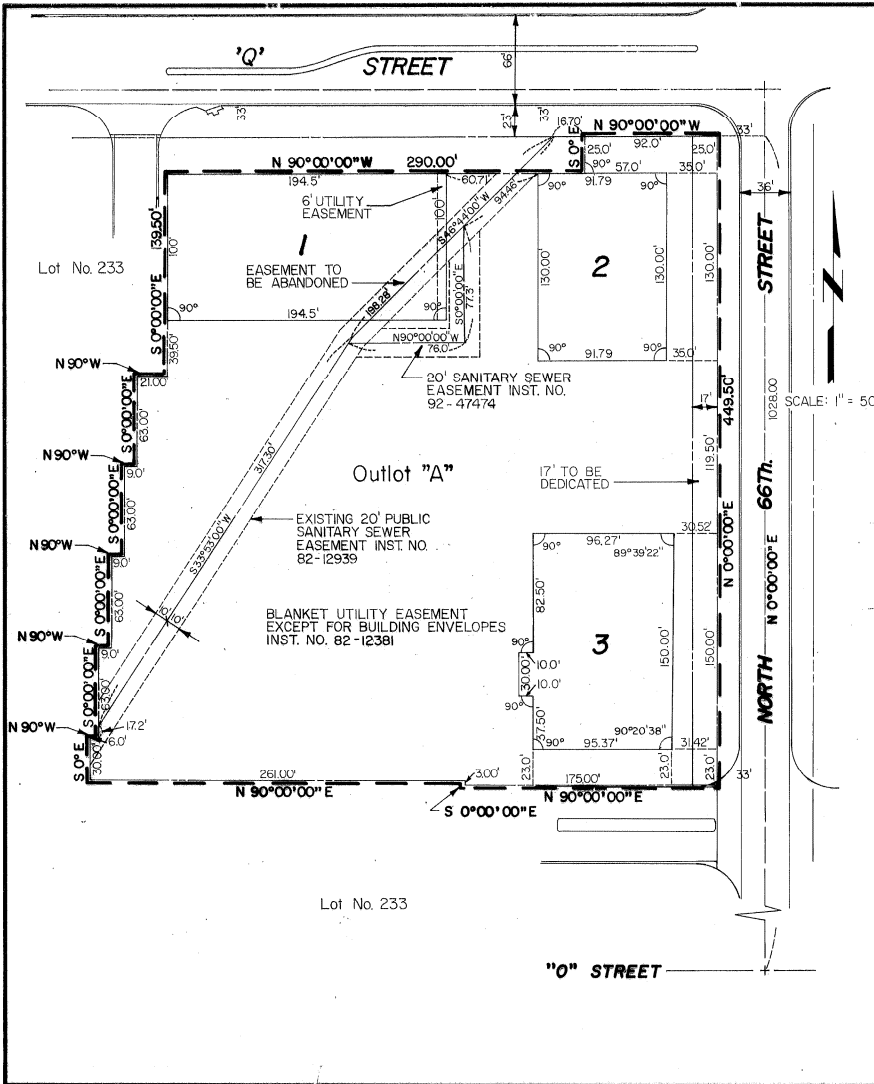 'Q' STREET
66'
33'
23'
33'
16.70'
S 0° E
N 90°00'00"W
33'
25.0'
92.0'
25.0'
N 90°00'00"W 290.00'
90°
57.0'
35.0'
36'
194.5'
60.71'
94.46'
91.79
6' UTILITY
EASEMENT
100'
S46°44'00"W
90°
90°
139.50'
100'
1
2
130.00'
130.00'
130.00'
STREET
Lot No. 233
EASEMENT TO
BE ABANDONED
198.28'
S0°00'00"E
77.3'
N
90°
194.5'
90°
N90°00'00"W
76.0'
90°
90°
91.79
35.0'
S 0°00'00"E
39.50'
N 90°W
21.00'
20' SANITARY SEWER
EASEMENT INST. NO.
92-47474
17'
449.50'
1028.00
SCALE: 1" = 50
S 0°00'00"E
63.00'
N 90°W
9.0'
317.30'
Outlot "A"
17' TO BE
DEDICATED
119.50'
66Th.
S 0°00'00"E
63.00'
EXISTING 20' PUBLIC
SANITARY SEWER
EASEMENT INST. NO.
82-12939
S33°53'00"W
30.52'
96.27'
90°
89°39'22"
N 90°W
9.0'
N 0°00'00"E
N 0°00'00"E
82.50'
S 0°00'00"E
63.00'
10' 10'
BLANKET UTILITY EASEMENT
EXCEPT FOR BUILDING ENVELOPES
INST. NO. 82-12381
N 90°W
9.0'
90°
3
150.00'
150.00'
30.00'
10.0'
10.0'
NORTH
S 0°00'00"E
63.00'
90°
37.50'
N 90°W
17.2'
6.0'
90°
95.37'
90°20'38"
31.42'
S 0°E
30.00'
261.00'
3.00'
23.0'
175.00'
23.0'
23.0'
33'
N 90°00'00"E
N 90°00'00"E
S 0°00'00"E
Lot No. 233
"O" STREET